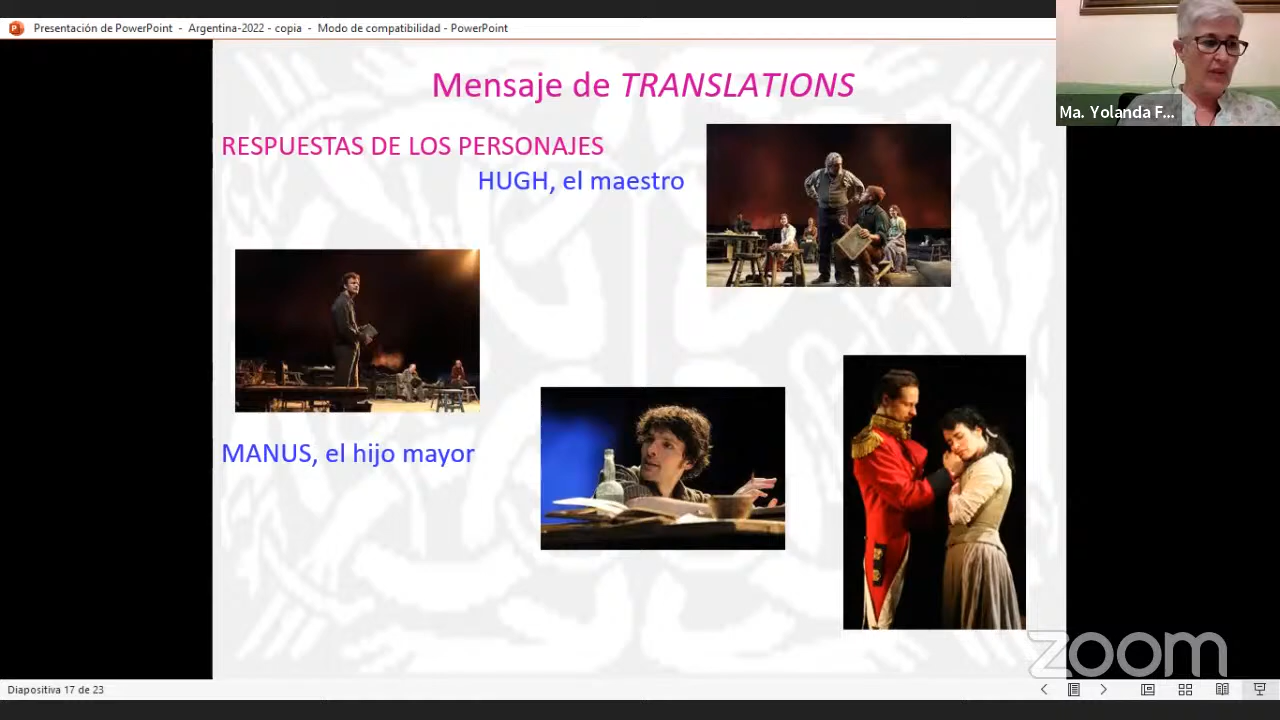 Presentación de PowerPoint - Argentina-2022 - copia - Modo de compatibilidad - PowerPoint
Ma. Yolanda F...
Mensaje de TRANSLATIONS
RESPUESTAS DE LOS PERSONAJES
HUGH, el maestro
MANUS, el hijo mayor
zoom
Diapositiva 17 de 23